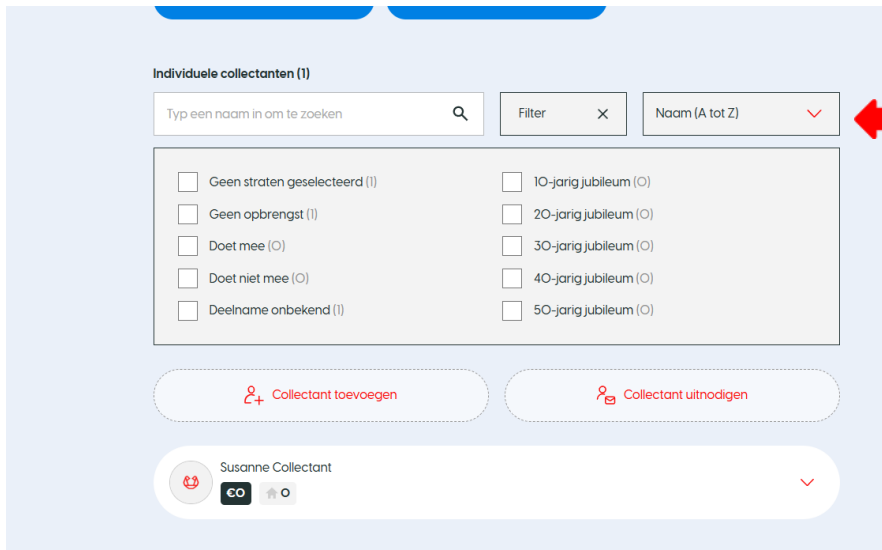 Individuele collectanten (1)
Typ een naam in om te zoeken
Filter
Naam (A tot Z)
Geen straten geselecteerd (1)
Geen opbrengst (1)
Doet mee (0)
Doet niet mee (0)
Deelname onbekend (1)
10-jarig jubileum (0)
20-jarig jubileum (0)
30-jarig jubileum (0)
40-jarig jubileum (0)
50-jarig jubileum (0)
Collectant toevoegen
Collectant uitnodigen
Susanne Collectant
€0
0